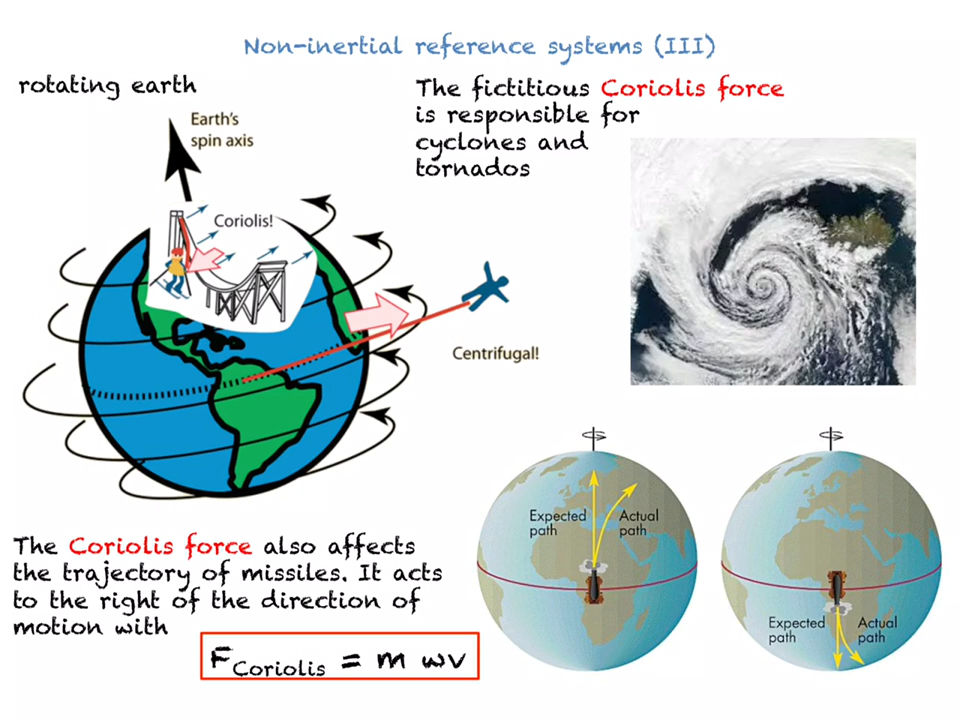 Non-inertial reference systems (III)
rotating earth
Earth's
spin axis
Coriolis!
Centrifugal!
The fictitious Coriolis force
is responsible for
cyclones and
tornados
The Coriolis force also affects
the trajectory of missiles. It acts
to the right of the direction of
motion with
F_Coriolis = m ωv
Expected
path
Actual
path
Expected
path
Actual
path